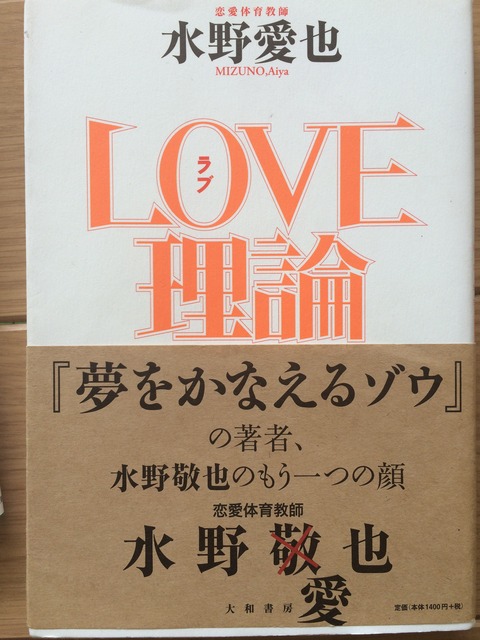 恋愛体育教師
水野愛也
MIZUNO,Aiya
LOVE
ラブ
理論
『夢をかなえるゾウ』
の著者、
水野敬也のもう一つの顔
恋愛体育教師
水野敬也
愛
大和書房
定価(本体1400円+税)